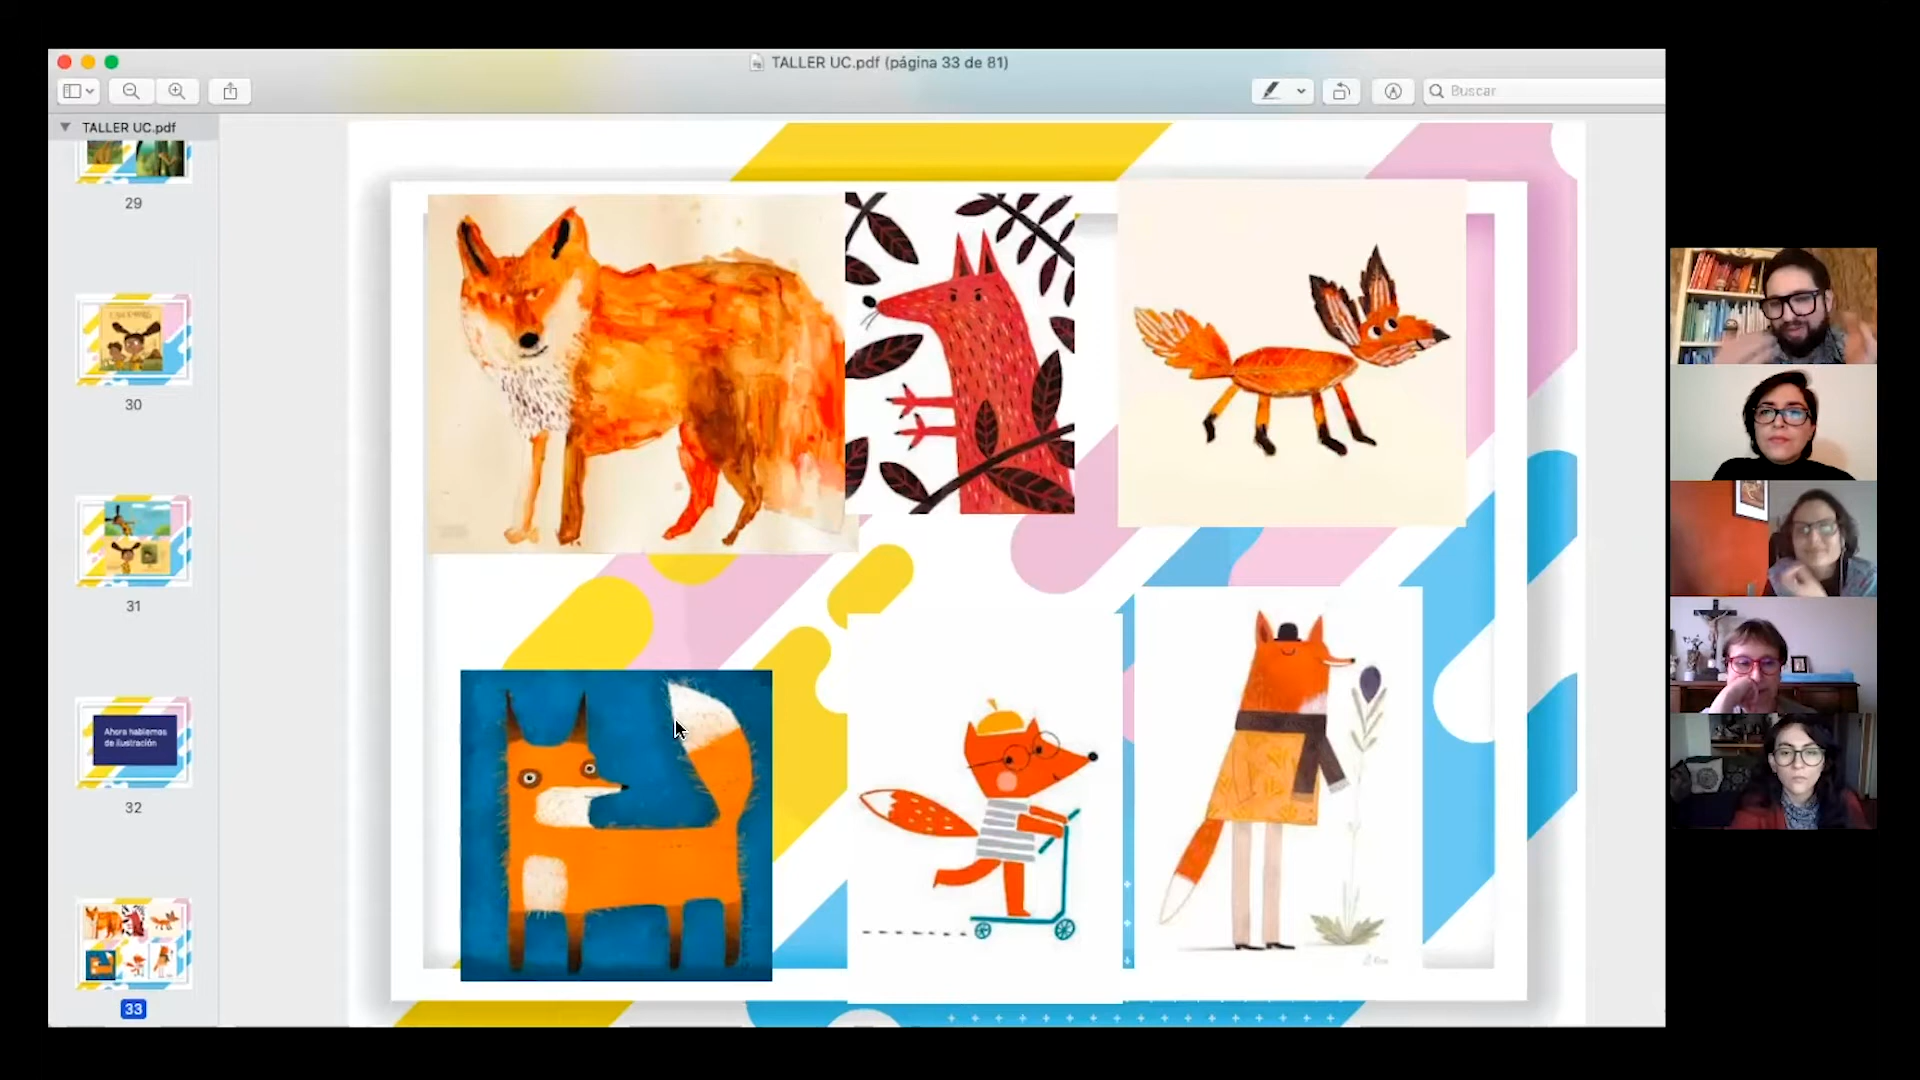 TALLER UC.pdf (página 33 de 81)
Buscar
TALLER UC.pdf
29
30
31
Ahora hablemos
de ilustración
32
33